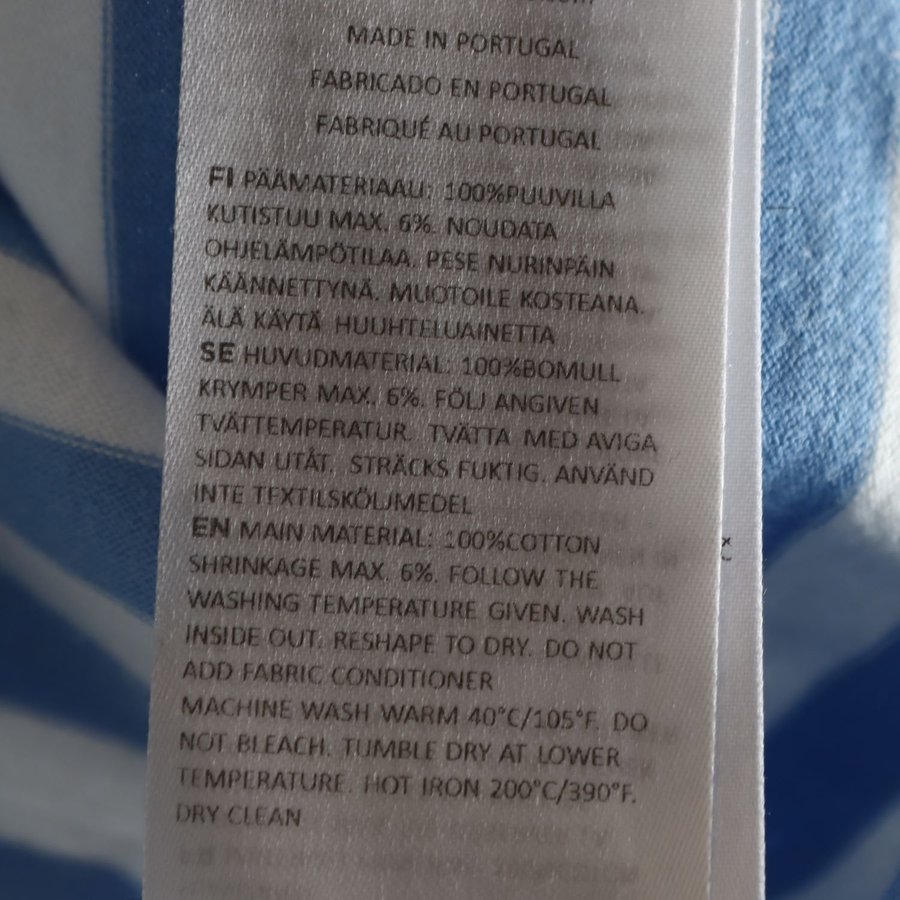 MADE IN PORTUGAL
FABRICADO EN PORTUGAL
FABRIQUÉ AU PORTUGAL
FI PÄÄMATERIAALI: 100%PUUVILLA
KUTISTUU MAX. 6%. NOUDATA
OHJELÄMPÖTILAA. PESE NURINPÄIN
KÄÄNNETTYNÄ. MUOTOILE KOSTEANA.
ÄLÄ KÄYTÄ HUUHTELUAINETTA
SE HUVUDMATERIAL: 100%BOMULL
KRYMPER MAX. 6%. FÖLJ ANGIVEN
TVÄTTEMPERATUR. TVÄTTA MED AVIGA
SIDAN UTÅT. STRÄCKS FUKTIG. ANVÄND
INTE TEXTILSKÖLJMEDEL
EN MAIN MATERIAL: 100%COTTON
SHRINKAGE MAX. 6%. FOLLOW THE
WASHING TEMPERATURE GIVEN. WASH
INSIDE OUT. RESHAPE TO DRY. DO NOT
ADD FABRIC CONDITIONER
MACHINE WASH WARM 40°C/105°F. DO
NOT BLEACH. TUMBLE DRY AT LOWER
TEMPERATURE. HOT IRON 200°C/390°F.
DRY CLEAN